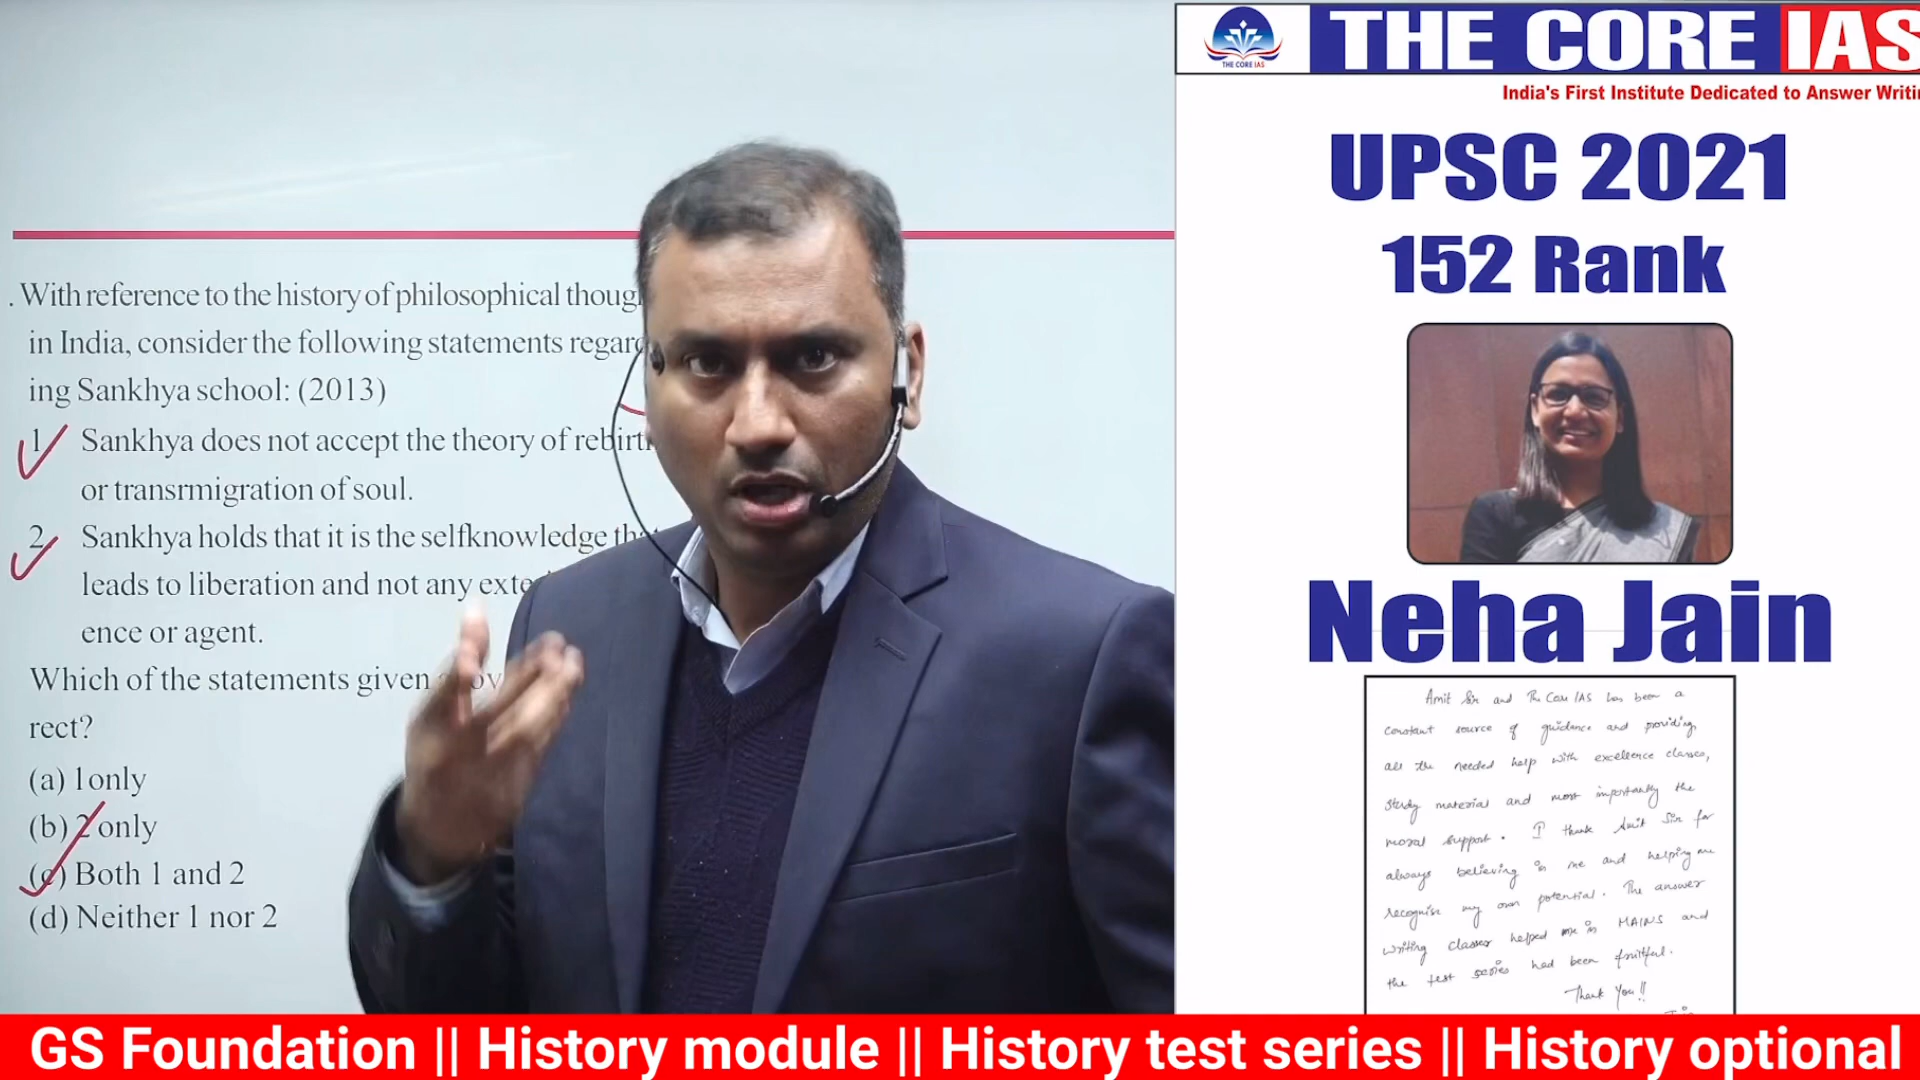 . With reference to the history of philosophical
in India, consider the following statements
ing Sankhya school: (2013)
1 Sankhya does not accept the theory of
or transrmigration of soul.
2 Sankhya holds that it is the selfknowledge
leads to liberation and not any
ence or agent.
Which of the statements given
rect?
(a) 1 only
(b) 2 only
(c) Both 1 and 2
(d) Neither 1 nor 2
THE CORE IAS
THE CORE IAS
India's First Institute Dedicated to Answer
UPSC 2021
152 Rank
Neha Jain
Amit Sir and The Core IAS has been a
constant source of guidance and providing
all the needed help with excellence classes,
study material and most importantly the
moral support. I thank Amit Sir for
always believing in me and helping me
recognise my own potential. The answer
writing classes helped me in MAINS and
the test series had been fruitful.
Thank You!!
GS Foundation || History module || History test series || History optional